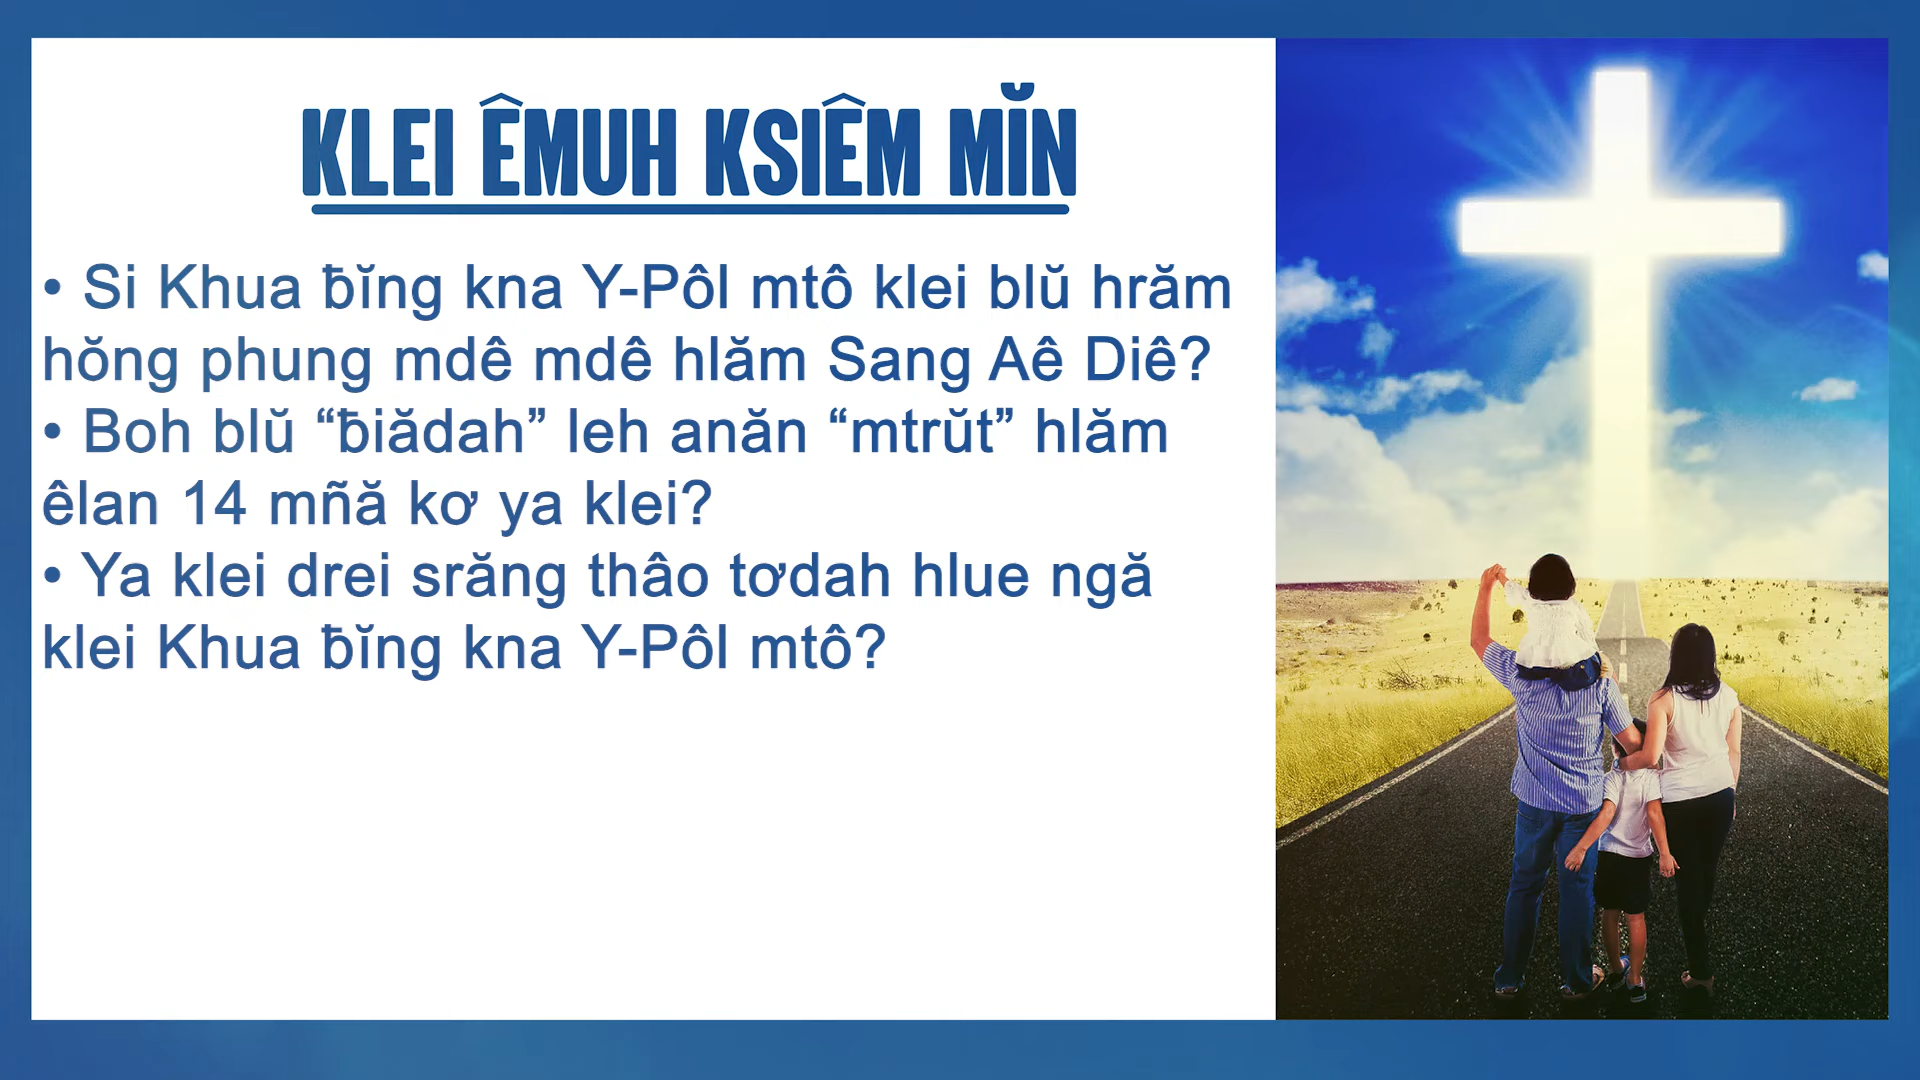 KLEI ÊMUH KSIÊM MĬN
• Si Khua ƀĭng kna Y-Pôl mtô klei blŭ hrăm
hŏng phung mdê mdê hlăm Sang Aê Diê?
• Boh blŭ “ƀiădah” leh anăn “mtrŭt” hlăm
êlan 14 mñă kơ ya klei?
• Ya klei drei srăng thâo tơdah hlue ngă
klei Khua ƀĭng kna Y-Pôl mtô?